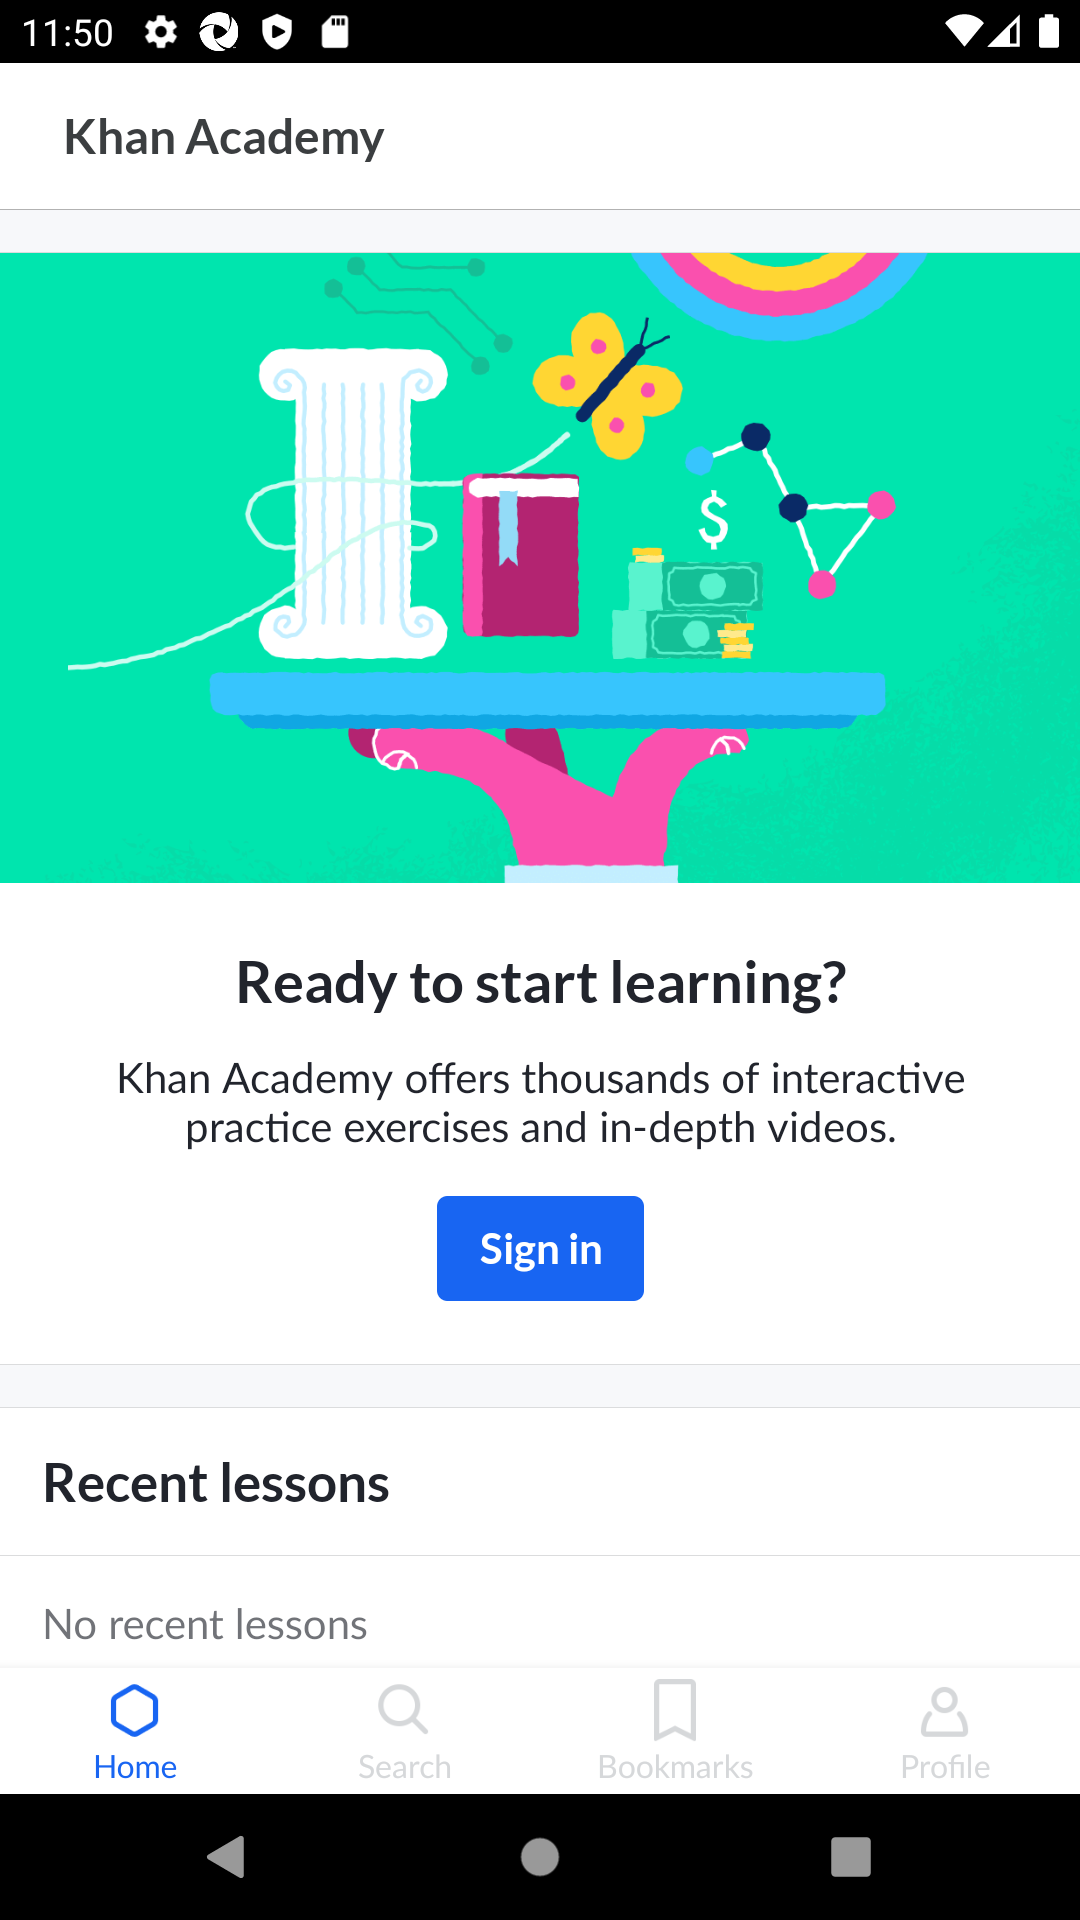 11:50
Khan Academy
$
Ready to start learning?
Khan Academy offers thousands of interactive
practice exercises and in-depth videos.
Sign in
Recent lessons
No recent lessons
Home
Search
Bookmarks
Profile